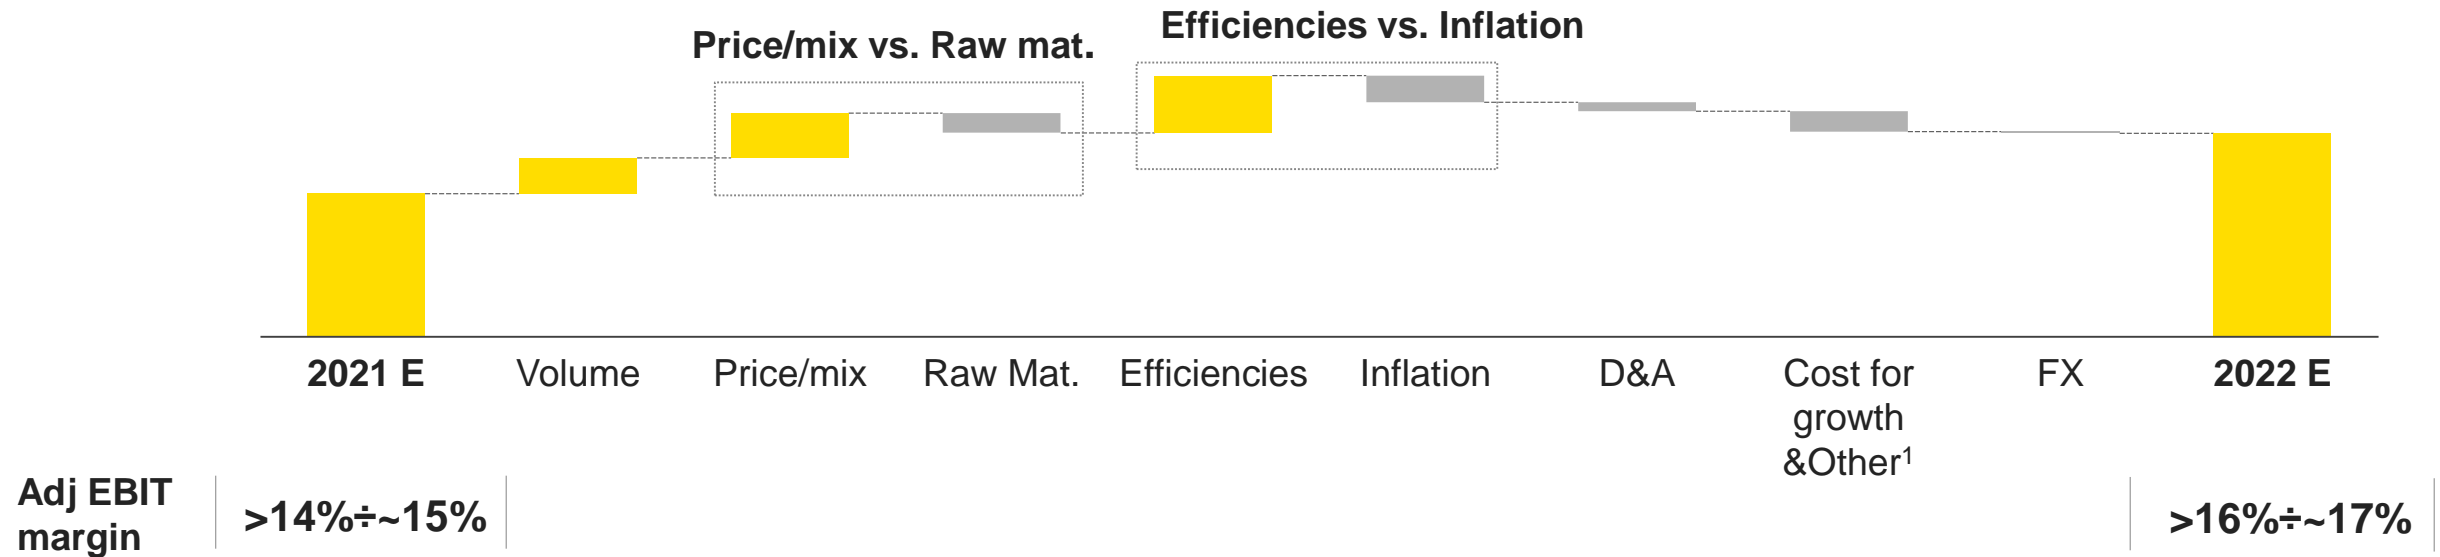 Price/mix vs. Raw mat.
Efficiencies vs. Inflation
2021 E
Volume
Price/mix
Raw Mat.
Efficiencies
Inflation
D&A
Cost for
growth
&Other¹
FX
2022 E
Adj EBIT
margin
>14%÷~15%
>16%÷~17%